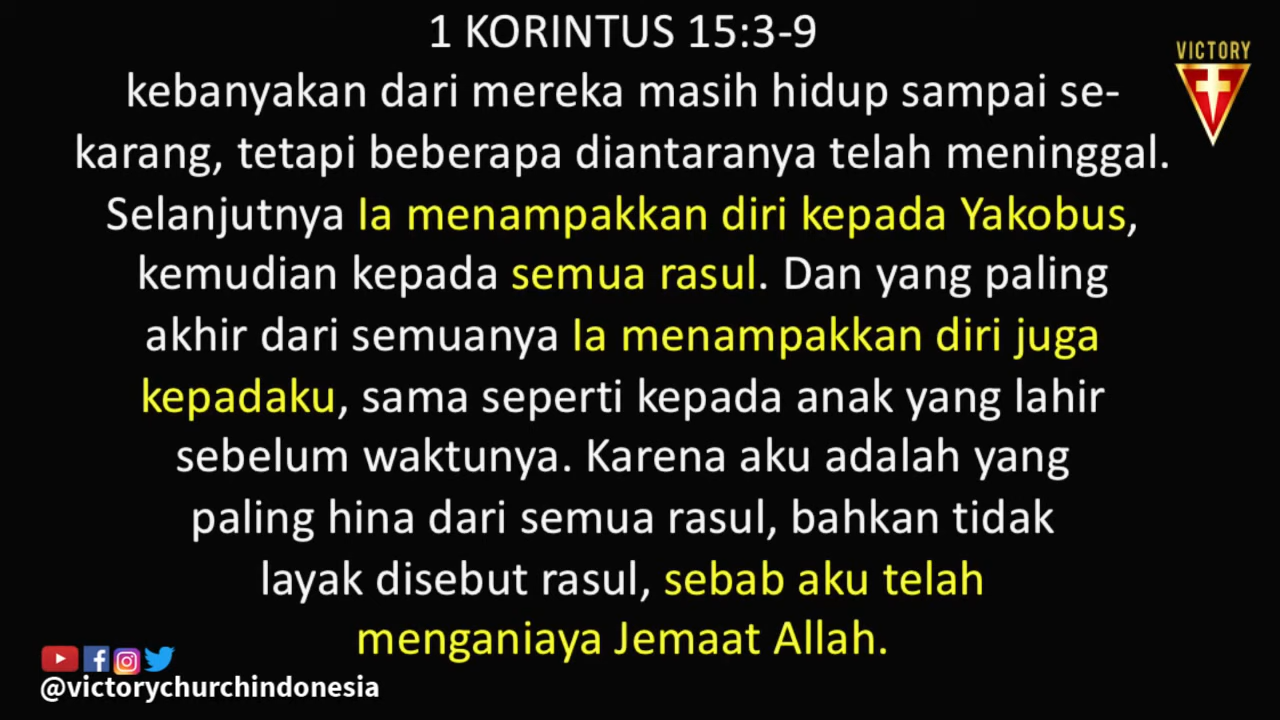 1 KORINTUS 15:3-9
VICTORY
kebanyakan dari mereka masih hidup sampai se-
karang, tetapi beberapa diantaranya telah meninggal.
Selanjutnya Ia menampakkan diri kepada Yakobus,
kemudian kepada semua rasul. Dan yang paling
akhir dari semuanya Ia menampakkan diri juga
kepadaku, sama seperti kepada anak yang lahir
sebelum waktunya. Karena aku adalah yang
paling hina dari semua rasul, bahkan tidak
layak disebut rasul, sebab aku telah
menganiaya Jemaat Allah.
@victorychurchindonesia